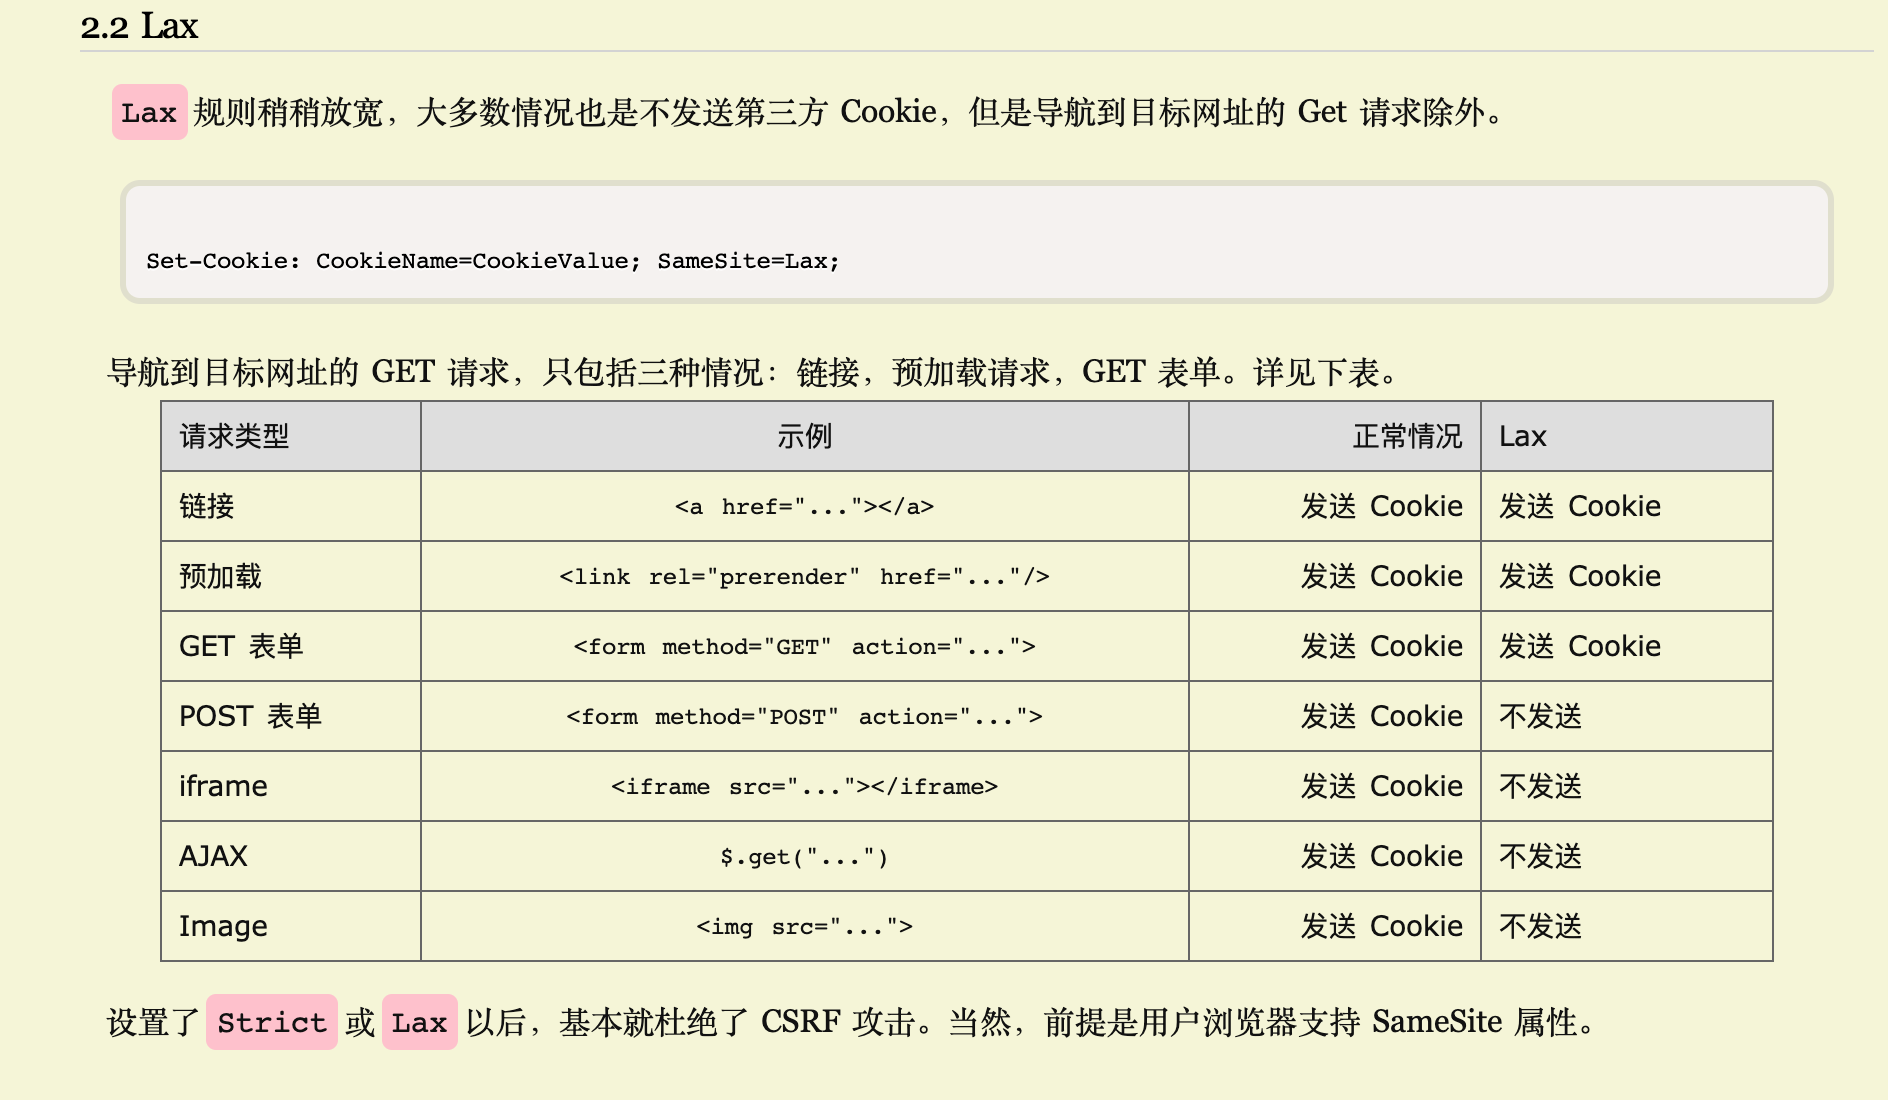 2.2 Lax
Lax 规则稍稍放宽，大多数情况也是不发送第三方 Cookie，但是导航到目标网址的 Get 请求除外。
Set-Cookie: CookieName=CookieValue; SameSite=Lax;
导航到目标网址的 GET 请求，只包括三种情况：链接，预加载请求，GET 表单。详见下表。
请求类型 示例 正常情况 Lax
链接 <a href="..."></a> 发送 Cookie 发送 Cookie
预加载 <link rel="prerender" href="..."/> 发送 Cookie 发送 Cookie
GET 表单 <form method="GET" action="..."> 发送 Cookie 发送 Cookie
POST 表单 <form method="POST" action="..."> 发送 Cookie 不发送
iframe <iframe src="..."></iframe> 发送 Cookie 不发送
AJAX $.get("...") 发送 Cookie 不发送
Image <img src="..."> 发送 Cookie 不发送
设置了 Strict 或 Lax 以后，基本就杜绝了 CSRF 攻击。当然，前提是用户浏览器支持 SameSite 属性。